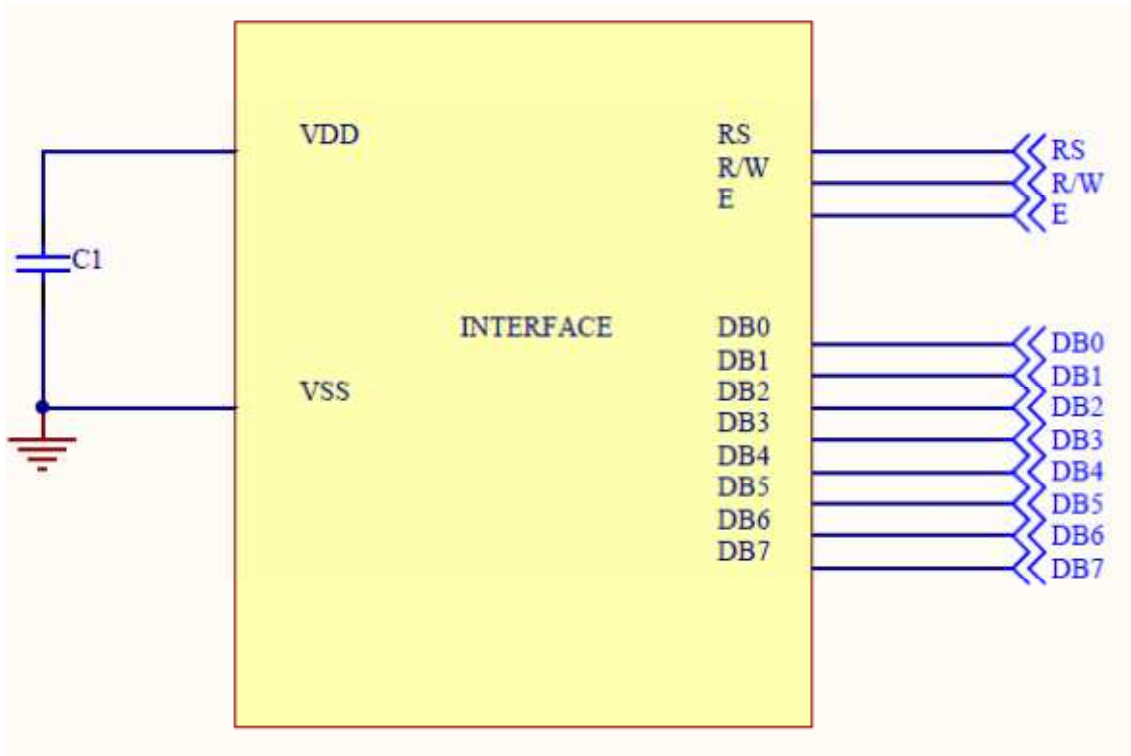 VDD
RS
RS
R/W
R/W
E
E
C1
INTERFACE
DB0
DB0
DB1
DB1
VSS
DB2
DB2
DB3
DB3
DB4
DB4
DB5
DB5
DB6
DB6
DB7
DB7